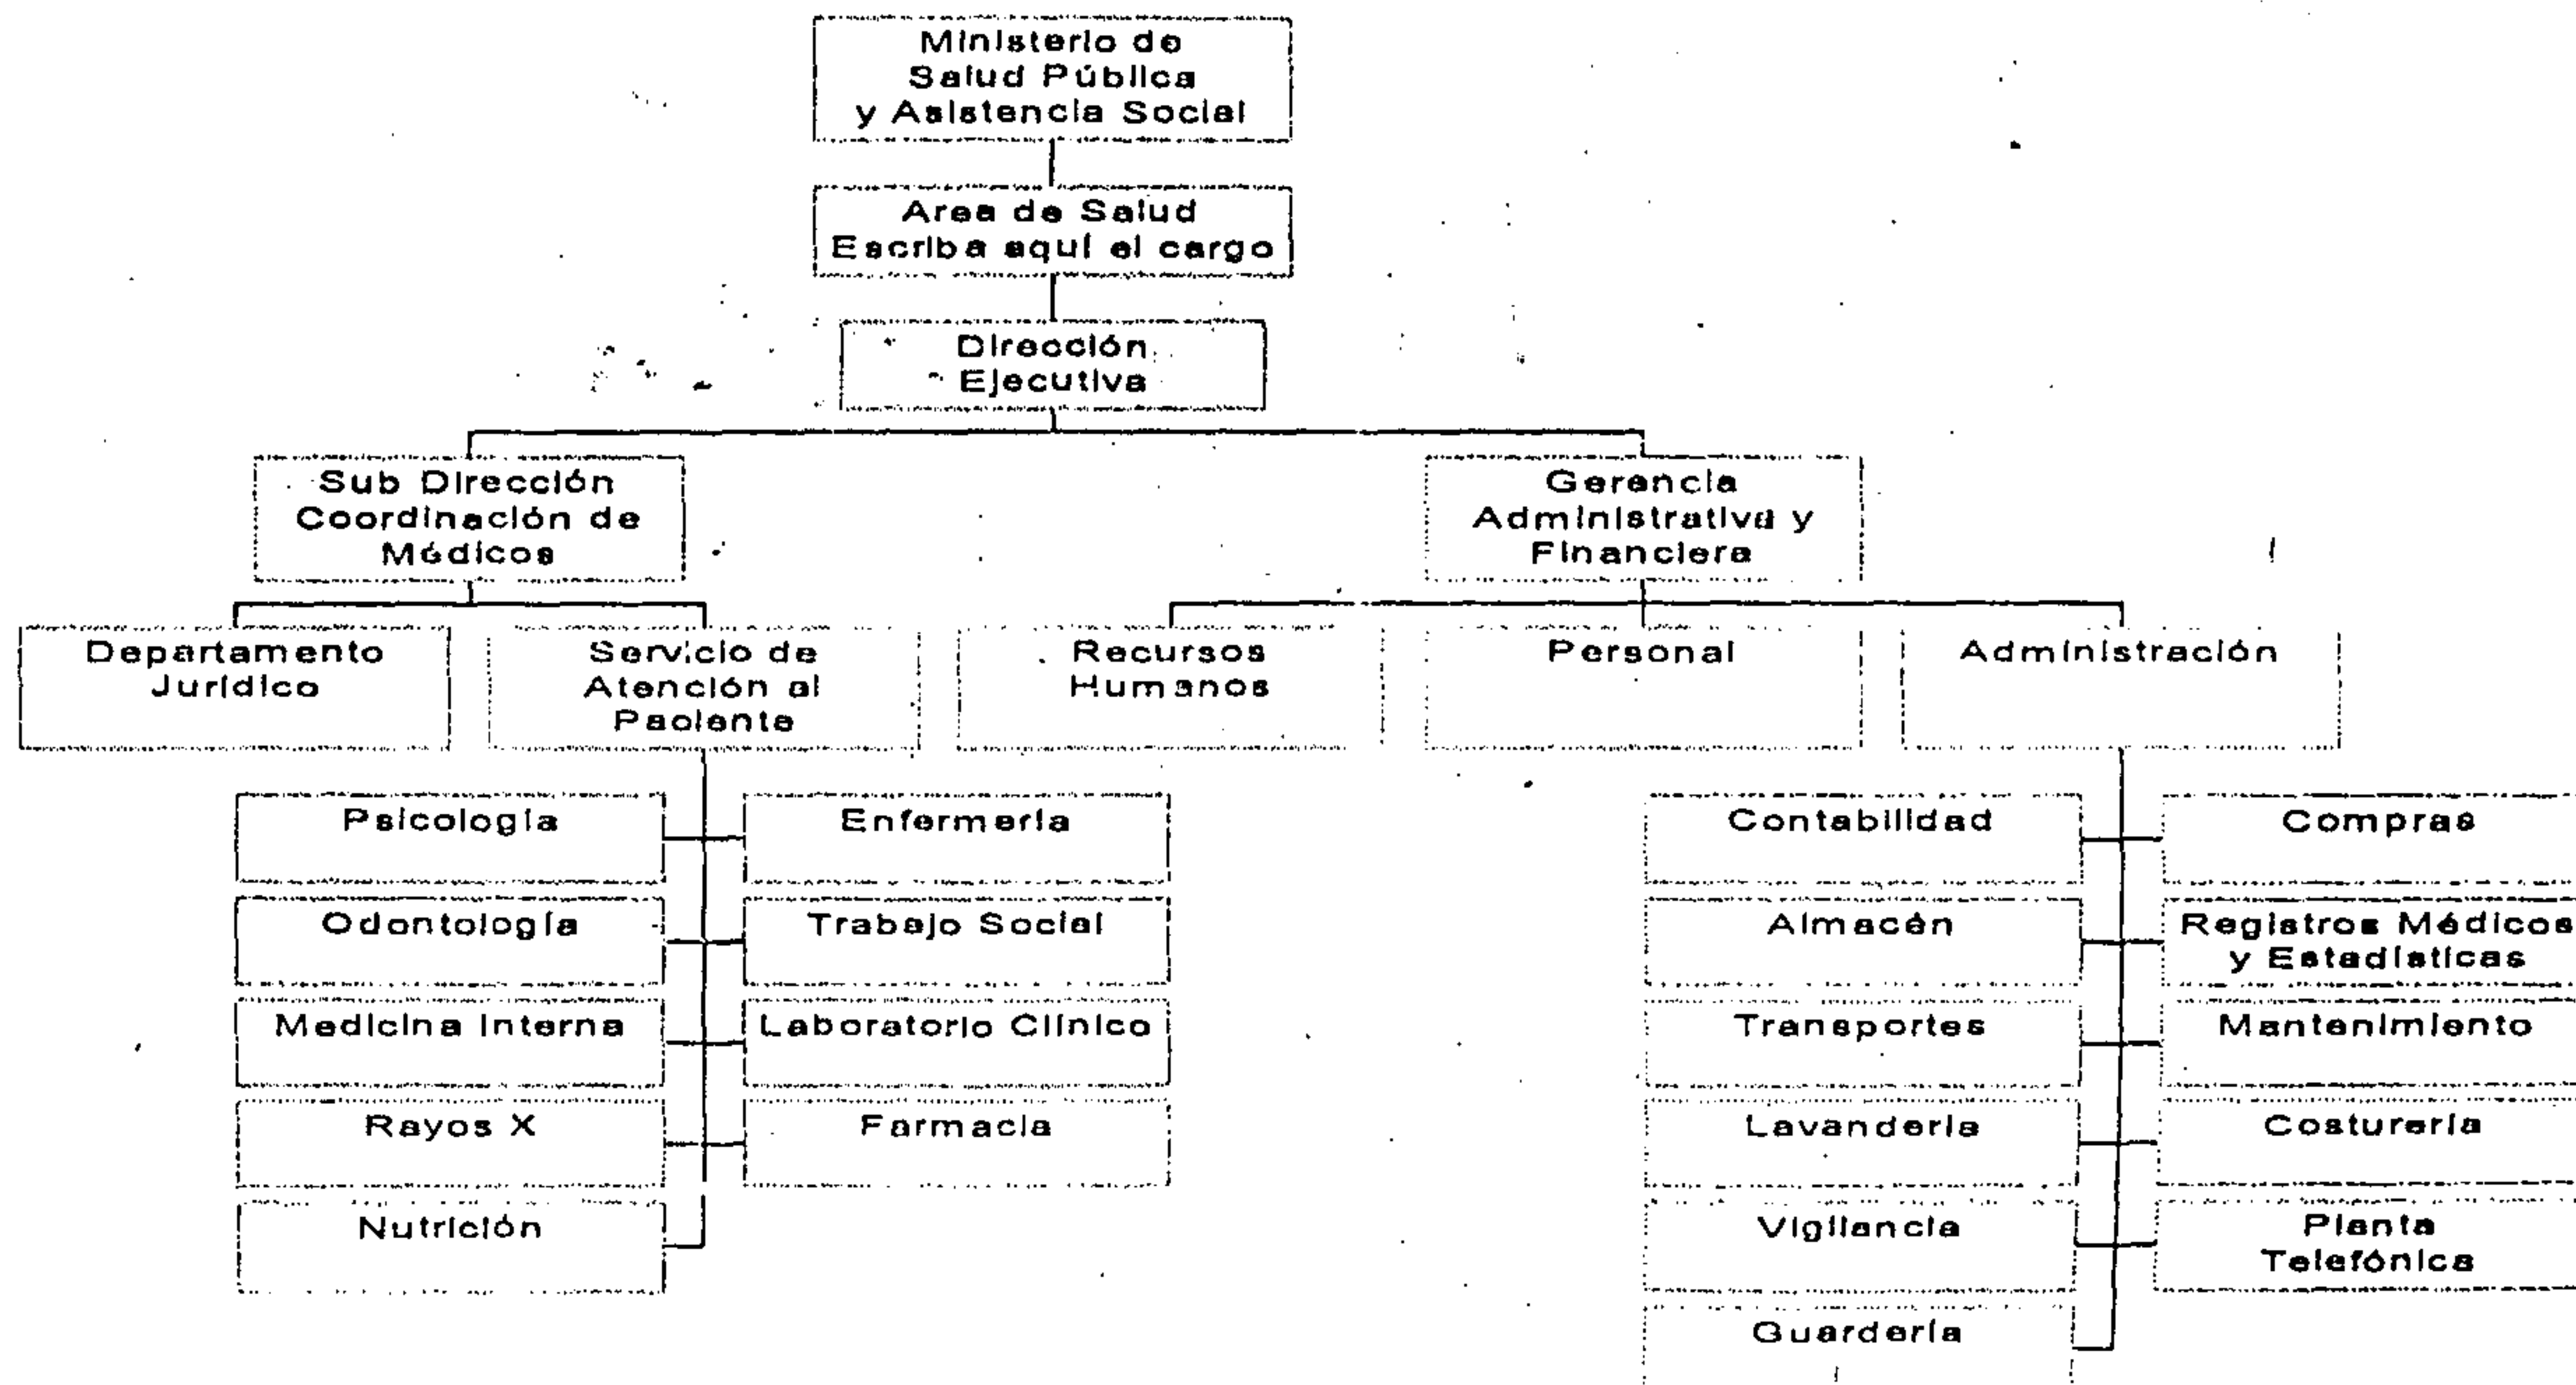 Ministerio de
Salud Pública
y Asistencia Social
Area de Salud
Escriba aquí el cargo
Dirección
Ejecutiva
Sub Dirección
Coordinación de
Médicos
Gerencia
Administrativa y
Financiera
Departamento
Jurídico
Servicio de
Atención al
Paciente
Recursos
Humanos
Personal
Administración
Psicología
Enfermería
Contabilidad
Compras
Odontología
Trabajo Social
Almacén
Registros Médicos
y Estadísticas
Medicina Interna
Laboratorio Clínico
Transportes
Mantenimiento
Rayos X
Farmacia
Lavandería
Costurería
Nutrición
Vigilancia
Planta
Telefónica
Guardería